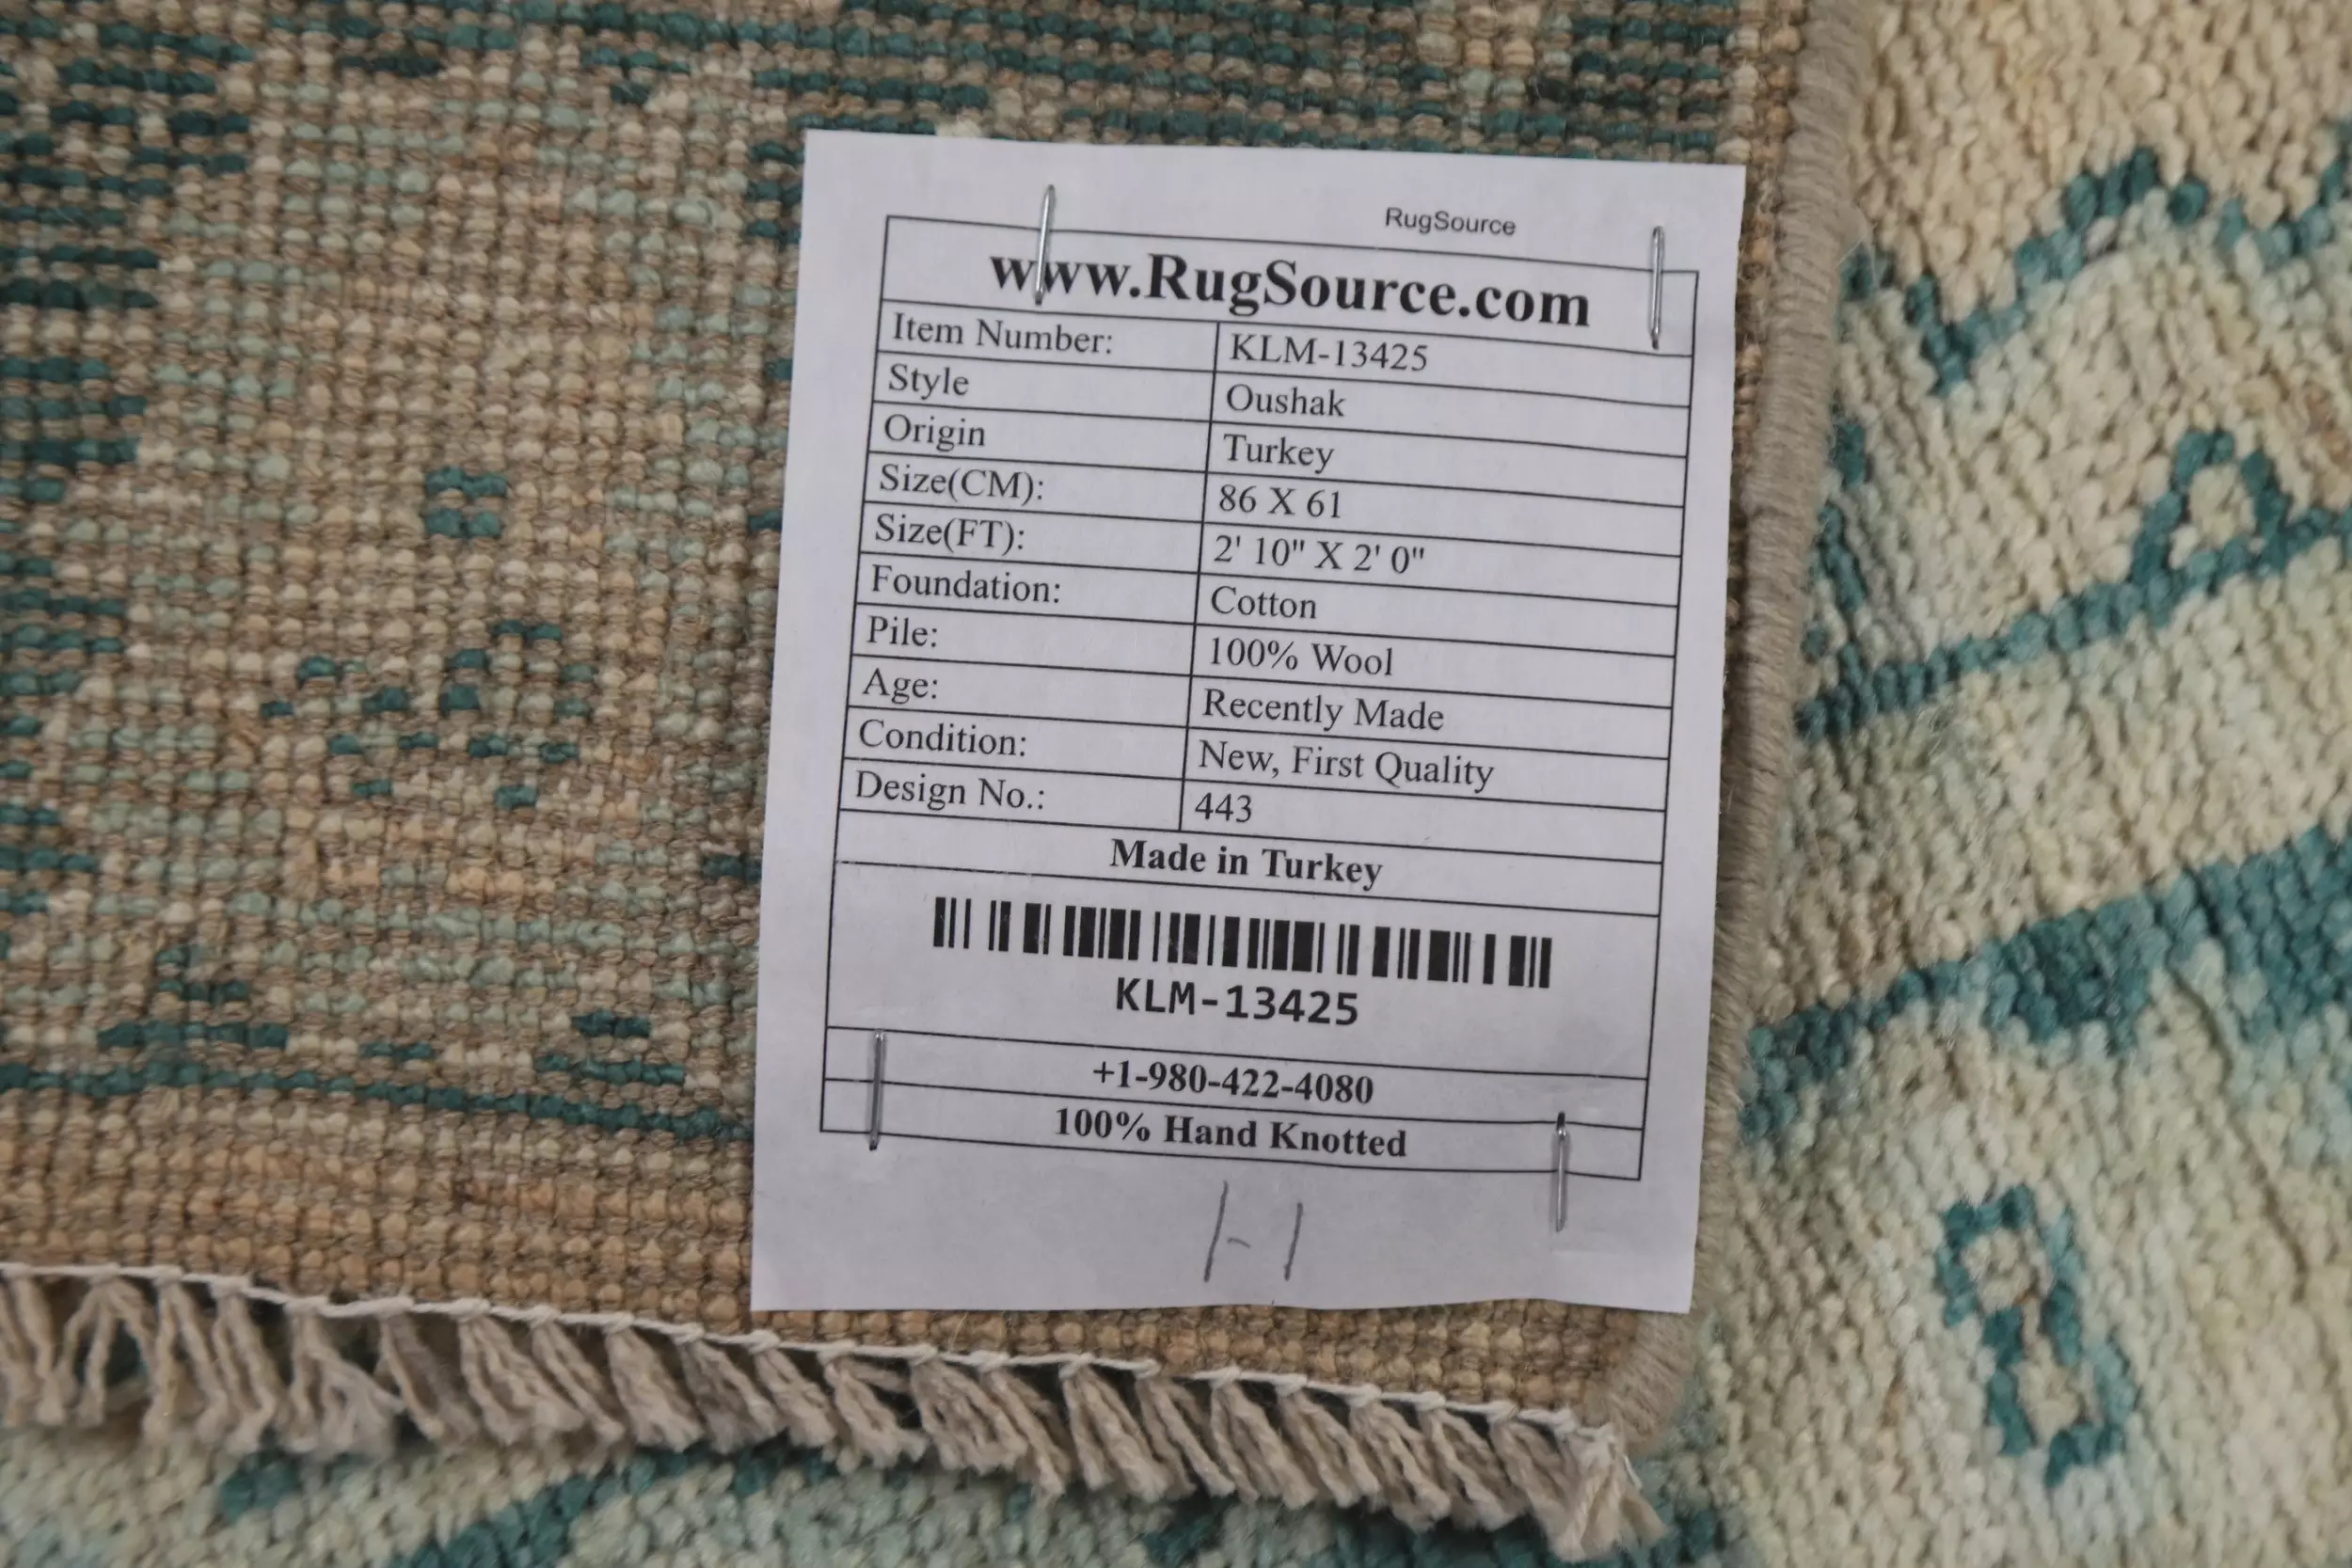 RugSource
www.RugSource.com
Item Number: KLM-13425
Style Oushak
Origin Turkey
Size(CM): 86 X 61
Size(FT): 2' 10" X 2' 0"
Foundation: Cotton
Pile: 100% Wool
Age: Recently Made
Condition: New, First Quality
Design No.: 443
Made in Turkey
KLM-13425
+1-980-422-4080
100% Hand Knotted
1-1